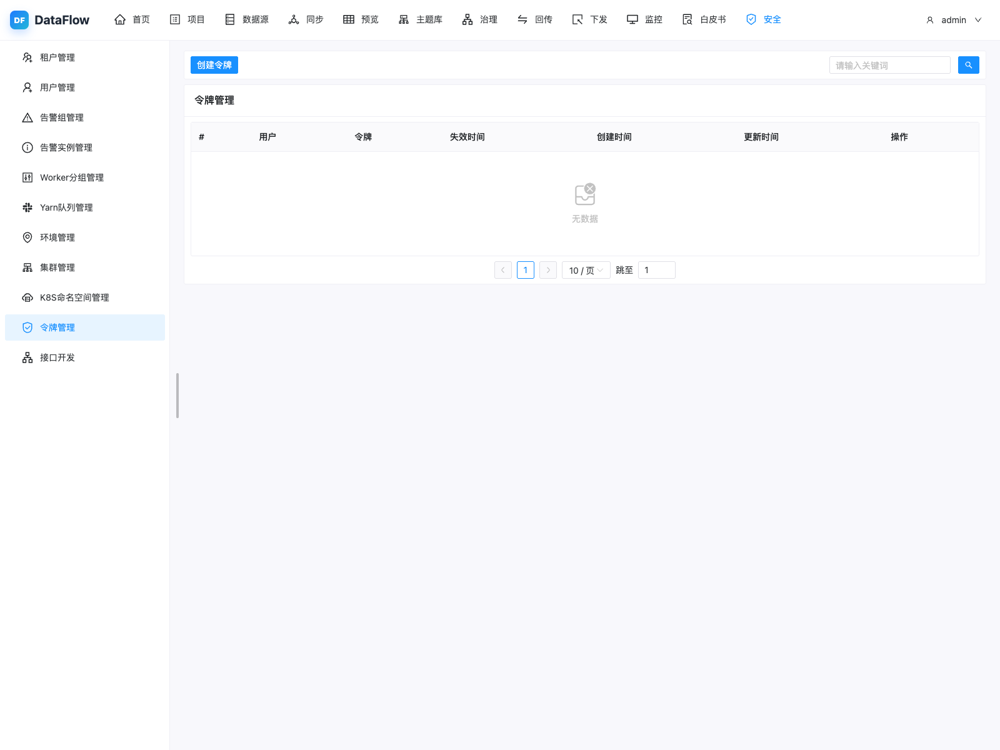 DF DataFlow 首页 项目 数据源 同步 预览 主题库 治理 回传 下发 监控 白皮书 安全 admin
租户管理
用户管理
告警组管理
告警实例管理
Worker分组管理
Yarn队列管理
环境管理
集群管理
K8S命名空间管理
令牌管理
接口开发
创建令牌 请输入关键词
令牌管理
# 用户 令牌 失效时间 创建时间 更新时间 操作
无数据
1 10 / 页 跳至 1